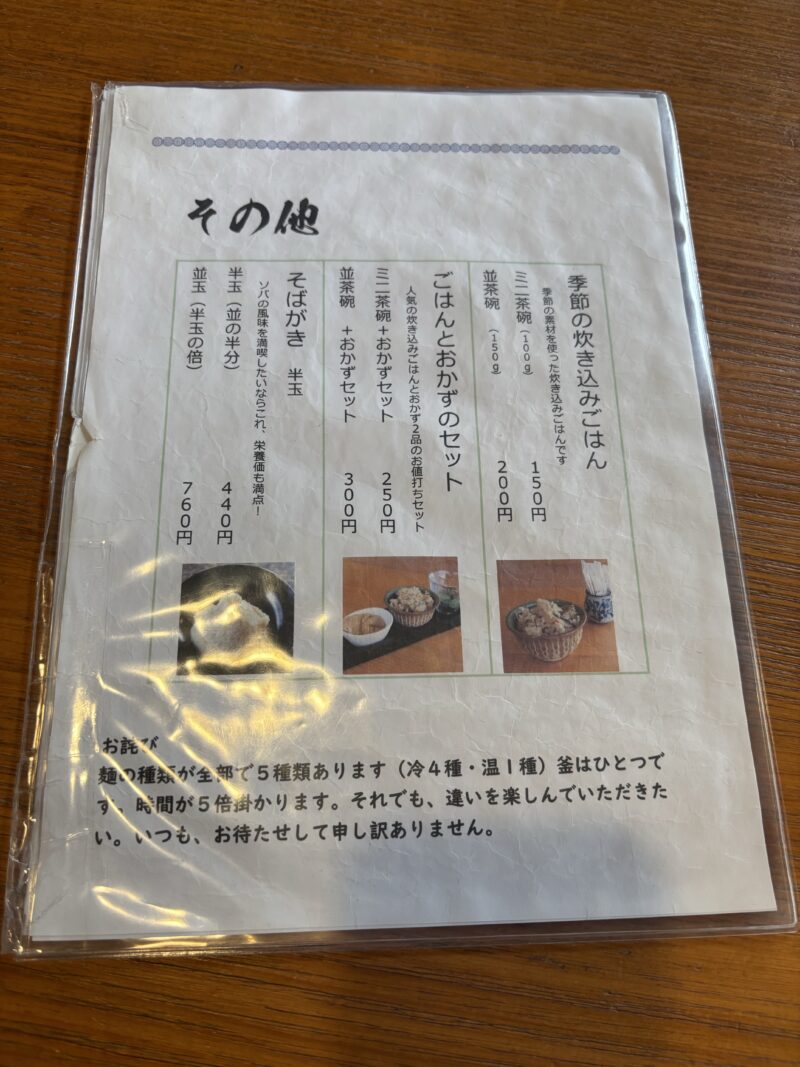 その他
季節の炊き込みごはん
季節の素材を使った炊き込みごはんです
ミニ茶碗（100g） 150円
並茶碗（150g） 200円
ごはんとおかずのセット
人気の炊き込みごはんとおかず2品のお値打ちセット
ミニ茶碗＋おかずセット 250円
並茶碗　＋おかずセット 300円
そばがき　半玉
ソバの風味を満喫したいならこれ、栄養価も満点！
半玉（並の半分） 440円
並玉（半玉の倍） 760円
お詫び
麺の種類が全部で５種類あります（冷４種・温１種）釜はひとつで
す、時間が５倍掛かります。それでも、違いを楽しんでいただきた
い。いつも、お待たせして申し訳ありません。